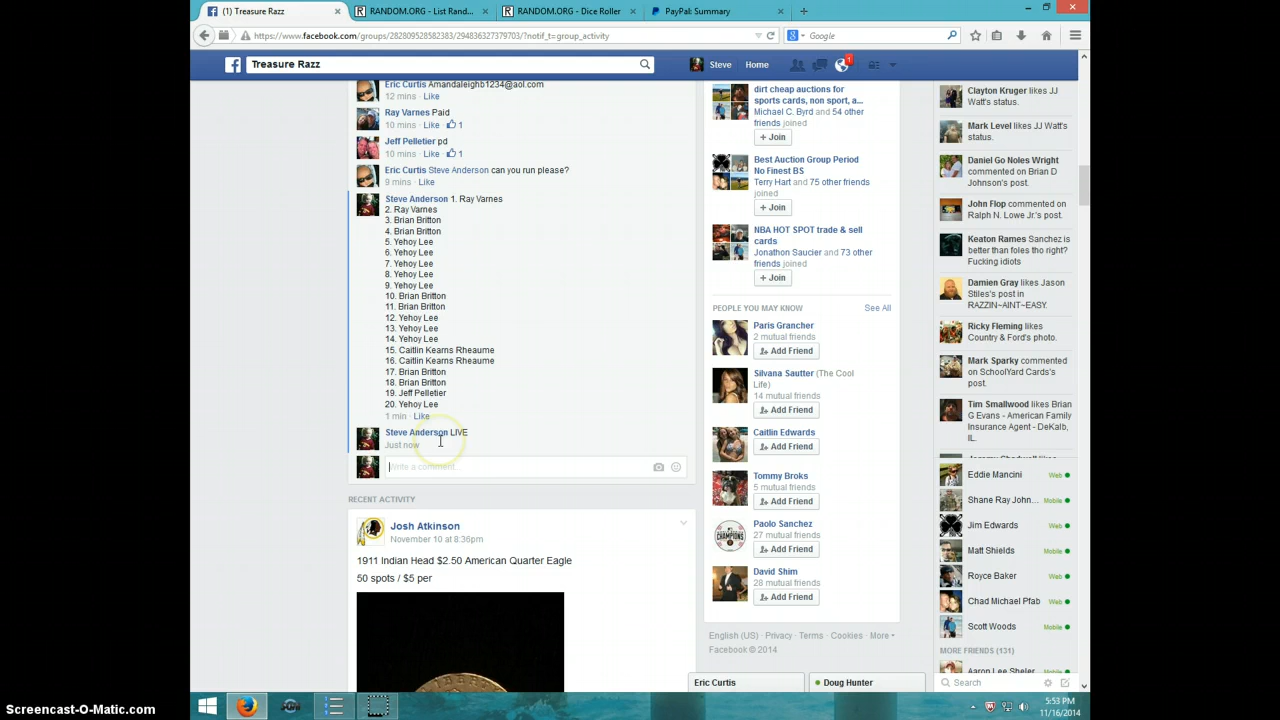 (1) Treasure Razz
RANDOM.ORG - List Rand...
RANDOM.ORG - Dice Roller
PayPal: Summary
https://www.facebook.com/groups/282809528582383/294836327379703/?notif_t=group_activity
Google
Treasure Razz
Steve
Home
1
Eric Curtis Amandaleighb1234@aol.com
12 mins · Like
Ray Varnes Paid
10 mins · Like · 1
Jeff Pelletier pd
10 mins · Like · 1
Eric Curtis Steve Anderson can you run please?
9 mins · Like
Steve Anderson 1. Ray Varnes
2. Ray Varnes
3. Brian Britton
4. Brian Britton
5. Yehoy Lee
6. Yehoy Lee
7. Yehoy Lee
8. Yehoy Lee
9. Yehoy Lee
10. Brian Britton
11. Brian Britton
12. Yehoy Lee
13. Yehoy Lee
14. Yehoy Lee
15. Caitlin Kearns Rheaume
16. Caitlin Kearns Rheaume
17. Brian Britton
18. Brian Britton
19. Jeff Pelletier
20. Yehoy Lee
1 min · Like
Steve Anderson LIVE
Just now
Write a comment...
RECENT ACTIVITY
Josh Atkinson
November 10 at 8:36pm
1911 Indian Head $2.50 American Quarter Eagle
50 spots / $5 per
dirt cheap auctions for
sports cards, non sport, a...
Michael C. Byrd and 54 other
friends joined
+ Join
Best Auction Group Period
No Finest BS
Terry Hart and 75 other friends
joined
+ Join
NBA HOT SPOT trade & sell
cards
Jonathon Saucier and 73 other
friends joined
+ Join
PEOPLE YOU MAY KNOW
See All
Paris Grancher
2 mutual friends
Add Friend
Silvana Sautter (The Cool
Life)
14 mutual friends
Add Friend
Caitlin Edwards
Add Friend
Tommy Broks
5 mutual friends
Add Friend
Paolo Sanchez
27 mutual friends
Add Friend
David Shim
28 mutual friends
Add Friend
English (US) · Privacy · Terms · Cookies · More
Facebook © 2014
Eric Curtis
Doug Hunter
Clayton Kruger likes JJ
Watt's status.
Mark Level likes JJ Watt's
status.
Daniel Go Noles Wright
commented on Brian D
Johnson's post.
John Flop commented on
Ralph N. Lowe Jr.'s post.
Keaton Rames Sanchez is
better than foles tho right?
Fucking idiots
Damien Gray likes Jason
Stiles's post in
RAZZIN~AINT~EASY.
Ricky Fleming likes
Country & Ford's photo.
Mark Sparky commented
on SchoolYard Cards's
post.
Tim Smallwood likes Brian
G Evans - American Family
Insurance Agent - DeKalb,
IL.
Eddie Mancini Web
Shane Ray John... Mobile
Jim Edwards Web
Matt Shields Mobile
Royce Baker Web
Chad Michael Pfab Web
Scott Woods Mobile
MORE FRIENDS (131)
Aaron Lee Sheler
Search
5:53 PM
11/16/2014
Screencast-O-Matic.com